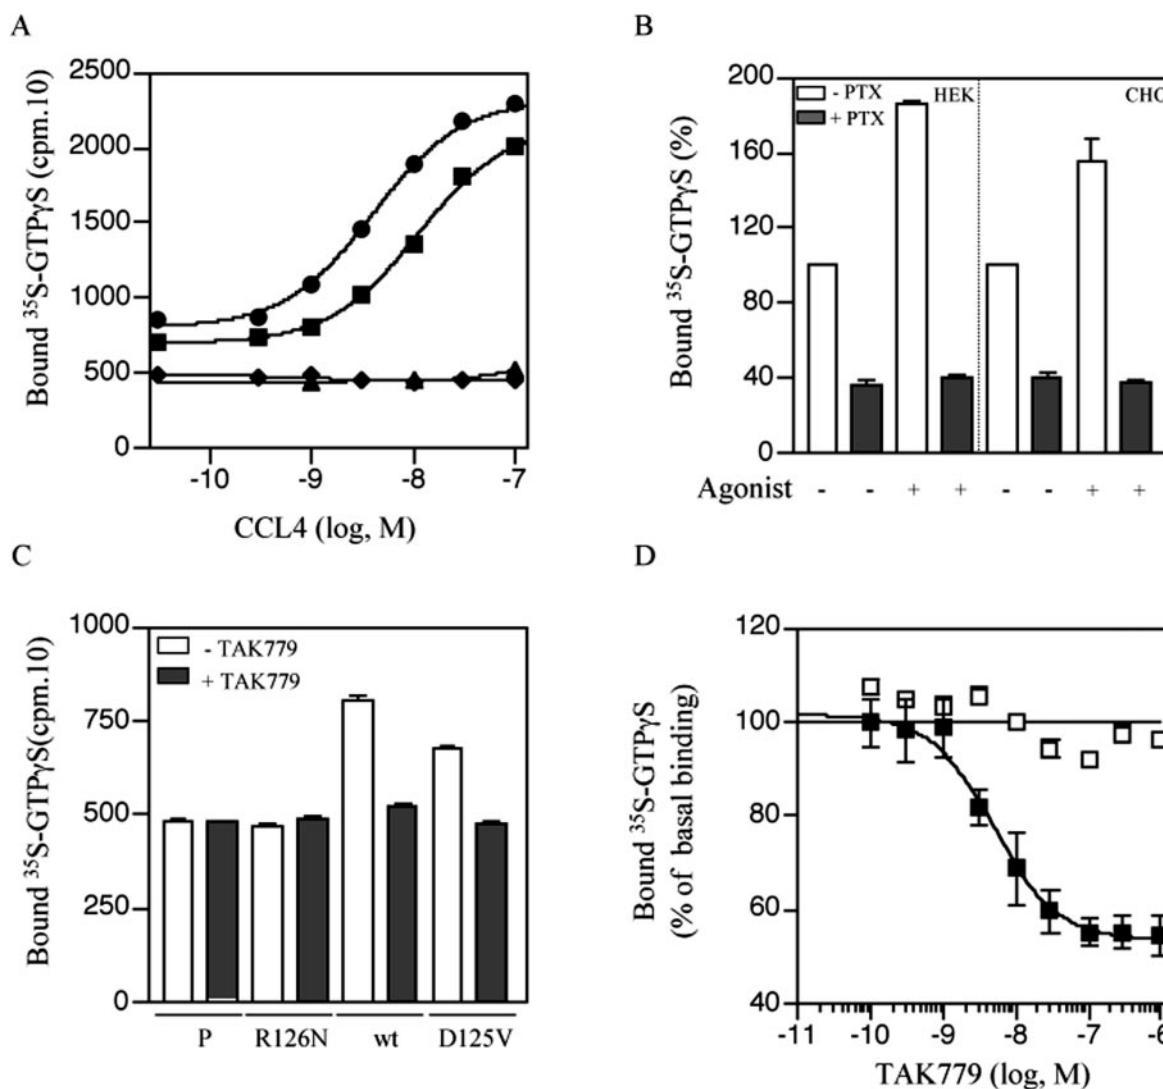 A
Bound ³⁵S-GTPγS (cpm.10)
2500
2000
1500
1000
500
0
-10 -9 -8 -7
CCL4 (log, M)
B
Bound ³⁵S-GTPγS (%)
200
160
120
80
40
0
- PTX
+ PTX
HEK
CHO
Agonist - - + + - - + +
C
Bound ³⁵S-GTPγS(cpm.10)
1000
750
500
250
0
- TAK779
+ TAK779
P R126N wt D125V
D
Bound ³⁵S-GTPγS
(% of basal binding)
120
100
80
60
40
-11 -10 -9 -8 -7 -6
TAK779 (log, M)